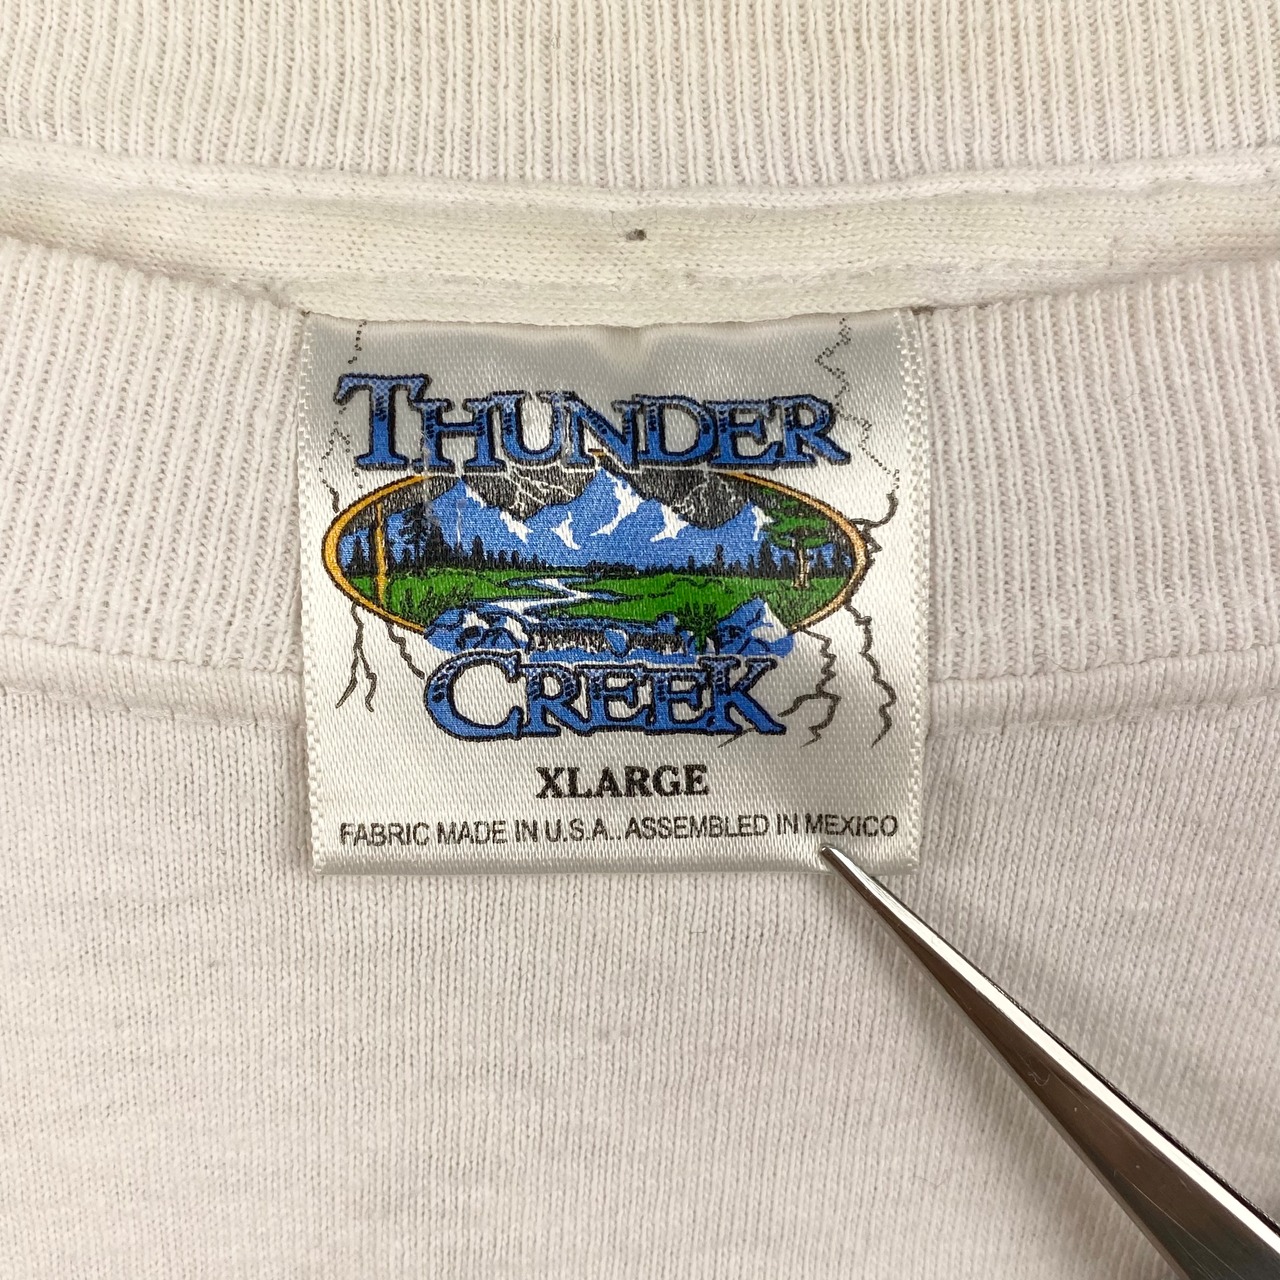 THUNDER
CREEK
XLARGE
FABRIC MADE IN U.S.A.. ASSEMBLED IN MEXICO